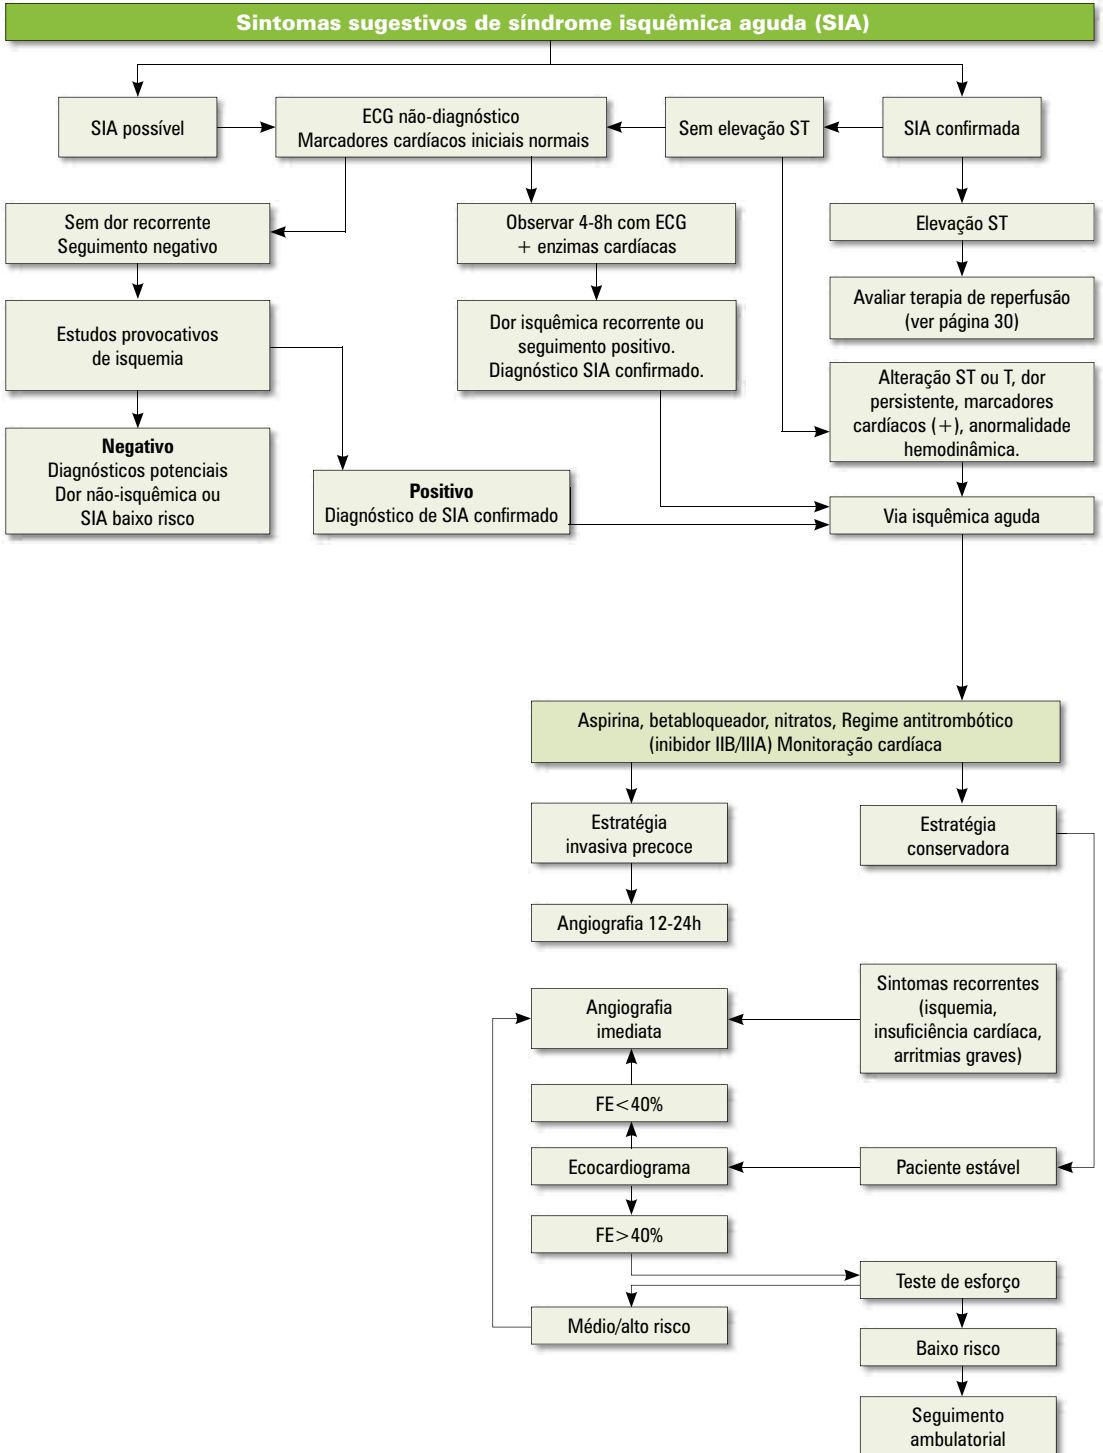 Sintomas sugestivos de síndrome isquêmica aguda (SIA)
SIA possível
ECG não-diagnóstico
Marcadores cardíacos iniciais normais
Sem elevação ST
SIA confirmada
Sem dor recorrente
Seguimento negativo
Observar 4-8h com ECG
+ enzimas cardíacas
Elevação ST
Avaliar terapia de reperfusão
(ver página 30)
Estudos provocativos
de isquemia
Dor isquêmica recorrente ou
seguimento positivo.
Diagnóstico SIA confirmado.
Alteração ST ou T, dor
persistente, marcadores
cardíacos (+), anormalidade
hemodinâmica.
Negativo
Diagnósticos potenciais
Dor não-isquêmica ou
SIA baixo risco
Positivo
Diagnóstico de SIA confirmado
Via isquêmica aguda
Aspirina, betabloqueador, nitratos, Regime antitrombótico
(inibidor IIB/IIIA) Monitoração cardíaca
Estratégia
invasiva precoce
Estratégia
conservadora
Angiografia 12-24h
Angiografia
imediata
Sintomas recorrentes
(isquemia,
insuficiência cardíaca,
arritmias graves)
FE<40%
Ecocardiograma
Paciente estável
FE>40%
Teste de esforço
Médio/alto risco
Baixo risco
Seguimento
ambulatorial